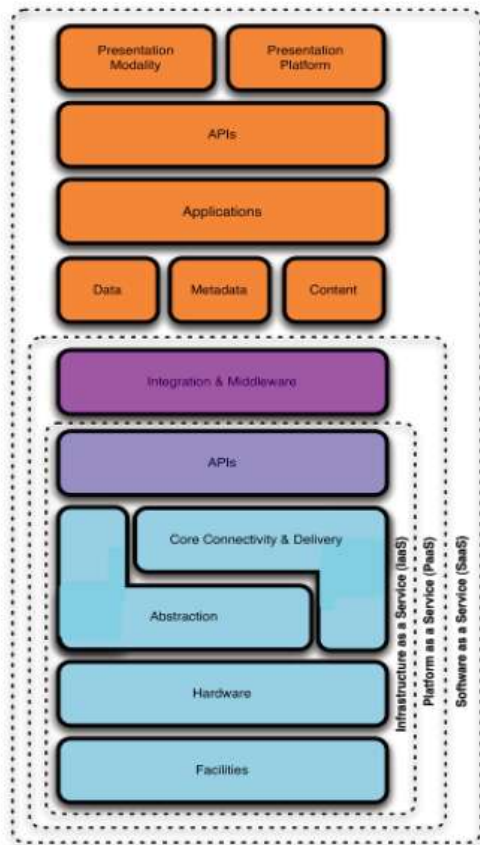 Presentation
Modality
Presentation
Platform
APIs
Applications
Data
Metadata
Content
Integration & Middleware
APIs
Core Connectivity & Delivery
Abstraction
Hardware
Facilities
Infrastructure as a Service (IaaS)
Platform as a Service (PaaS)
Software as a Service (SaaS)